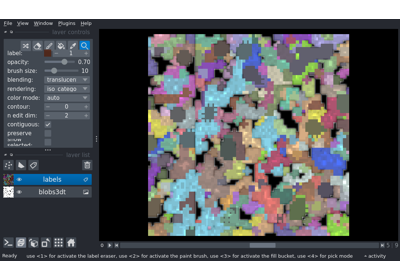 File View Window Plugins Help
layer controls
label: 1
opacity: 0.70
brush size: 10
blending: translucen
rendering: iso_catego
color mode: auto
contour: 0
n edit dim: 2
contiguous:
preserve
show
selected:
layer list
labels
blobs3dt
Ready use <1> for activate the label eraser, use <2> for activate the paint brush, use <3> for activate the fill bucket, use <4> for pick mode activity